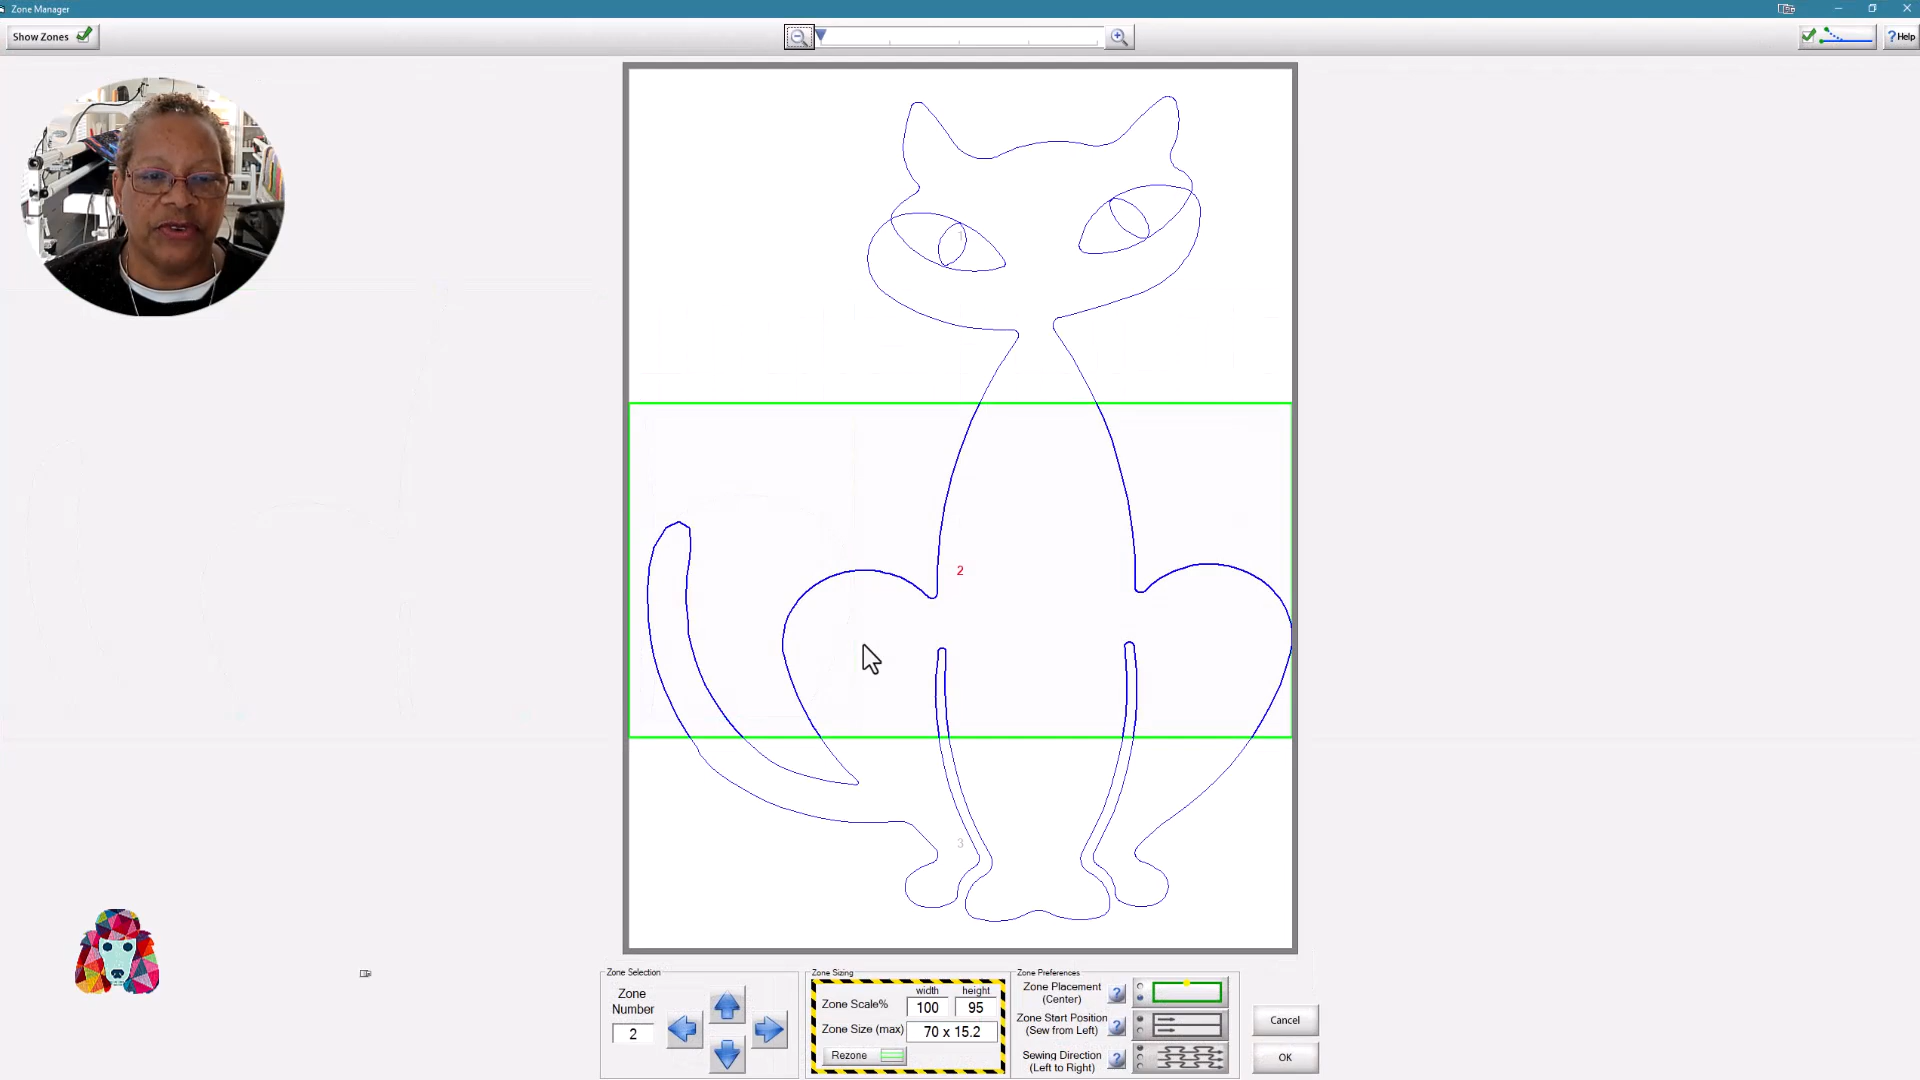 Zone Manager
Show Zones
Help
1
2
3
Zone Selection
Zone
Number
2
Zone Sizing
width
height
Zone Scale%
100
95
Zone Size (max)
70 x 15.2
Rezone
Zone Preferences
Zone Placement
(Center)
Zone Start Position
(Sew from Left)
Sewing Direction
(Left to Right)
Cancel
OK